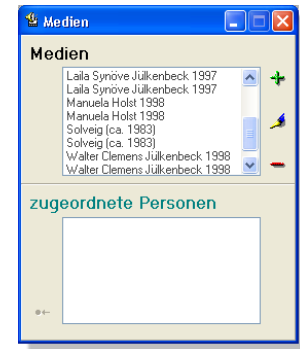 Medien
Medien
Laila Synöve Jülkenbeck 1997
Laila Synöve Jülkenbeck 1997
Manuela Holst 1998
Manuela Holst 1998
Solveig (ca. 1983)
Solveig (ca. 1983)
Walter Clemens Jülkenbeck 1998
Walter Clemens Jülkenbeck 1998
zugeordnete Personen